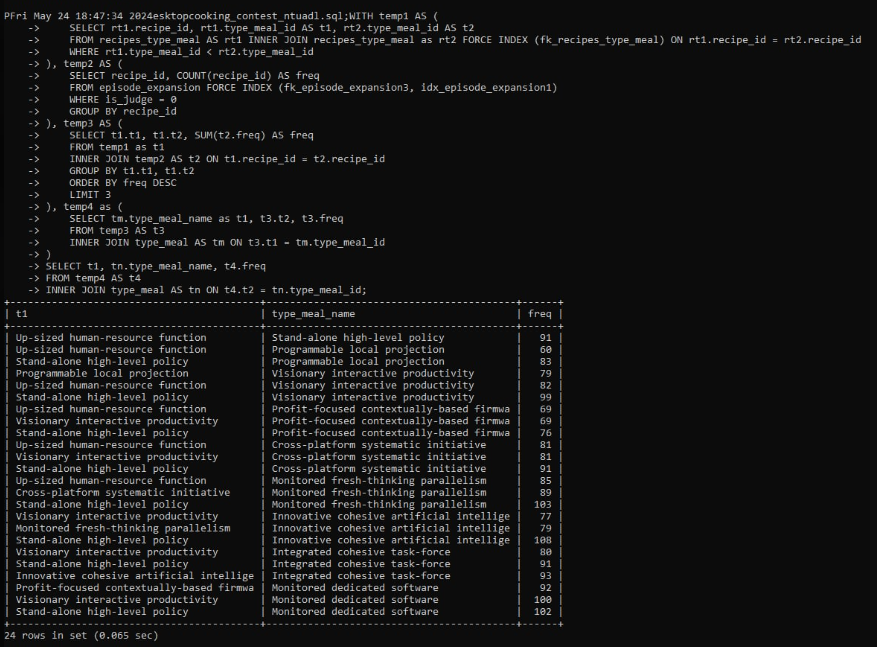 PFri May 24 18:47:34 2024esktopcooking_contest_ntuadl.sql;WITH temp1 AS (
    ->     SELECT rt1.recipe_id, rt1.type_meal_id AS t1, rt2.type_meal_id AS t2
    ->     FROM recipes_type_meal AS rt1 INNER JOIN recipes_type_meal as rt2 FORCE INDEX (fk_recipes_type_meal) ON rt1.recipe_id = rt2.recipe_id
    ->     WHERE rt1.type_meal_id < rt2.type_meal_id
    -> ), temp2 AS (
    ->     SELECT recipe_id, COUNT(recipe_id) AS freq
    ->     FROM episode_expansion FORCE INDEX (fk_episode_expansion3, idx_episode_expansion1)
    ->     WHERE is_judge = 0
    ->     GROUP BY recipe_id
    -> ), temp3 AS (
    ->     SELECT t1.t1, t1.t2, SUM(t2.freq) AS freq
    ->     FROM temp1 as t1
    ->     INNER JOIN temp2 AS t2 ON t1.recipe_id = t2.recipe_id
    ->     GROUP BY t1.t1, t1.t2
    ->     ORDER BY freq DESC
    ->     LIMIT 3
    -> ), temp4 as (
    ->     SELECT tm.type_meal_name as t1, t3.t2, t3.freq
    ->     FROM temp3 AS t3
    ->     INNER JOIN type_meal AS tm ON t3.t1 = tm.type_meal_id
    -> )
    -> SELECT t1, tn.type_meal_name, t4.freq
    -> FROM temp4 AS t4
    -> INNER JOIN type_meal AS tn ON t4.t2 = tn.type_meal_id;
| t1 | type_meal_name | freq |
| Up-sized human-resource function | Stand-alone high-level policy | 91 |
| Up-sized human-resource function | Programmable local projection | 60 |
| Stand-alone high-level policy | Programmable local projection | 83 |
| Programmable local projection | Visionary interactive productivity | 79 |
| Up-sized human-resource function | Visionary interactive productivity | 82 |
| Stand-alone high-level policy | Visionary interactive productivity | 99 |
| Up-sized human-resource function | Profit-focused contextually-based firmwa | 69 |
| Visionary interactive productivity | Profit-focused contextually-based firmwa | 69 |
| Stand-alone high-level policy | Profit-focused contextually-based firmwa | 76 |
| Up-sized human-resource function | Cross-platform systematic initiative | 81 |
| Visionary interactive productivity | Cross-platform systematic initiative | 81 |
| Stand-alone high-level policy | Cross-platform systematic initiative | 91 |
| Up-sized human-resource function | Monitored fresh-thinking parallelism | 85 |
| Cross-platform systematic initiative | Monitored fresh-thinking parallelism | 89 |
| Stand-alone high-level policy | Monitored fresh-thinking parallelism | 103 |
| Visionary interactive productivity | Innovative cohesive artificial intellige | 77 |
| Monitored fresh-thinking parallelism | Innovative cohesive artificial intellige | 79 |
| Stand-alone high-level policy | Innovative cohesive artificial intellige | 108 |
| Visionary interactive productivity | Integrated cohesive task-force | 80 |
| Stand-alone high-level policy | Integrated cohesive task-force | 91 |
| Innovative cohesive artificial intellige | Integrated cohesive task-force | 93 |
| Profit-focused contextually-based firmwa | Monitored dedicated software | 92 |
| Visionary interactive productivity | Monitored dedicated software | 100 |
| Stand-alone high-level policy | Monitored dedicated software | 102 |
24 rows in set (0.065 sec)